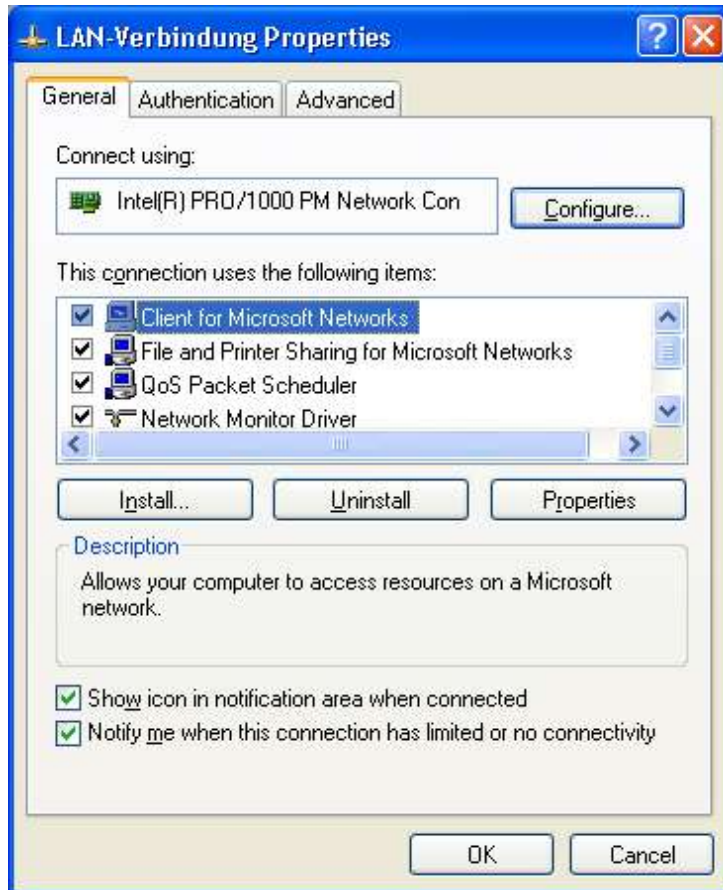 LAN-Verbindung Properties
General Authentication Advanced
Connect using:
Intel(R) PRO/1000 PM Network Con
Configure...
This connection uses the following items:
Client for Microsoft Networks
File and Printer Sharing for Microsoft Networks
QoS Packet Scheduler
Network Monitor Driver
Install... Uninstall Properties
Description
Allows your computer to access resources on a Microsoft
network.
Show icon in notification area when connected
Notify me when this connection has limited or no connectivity
OK Cancel